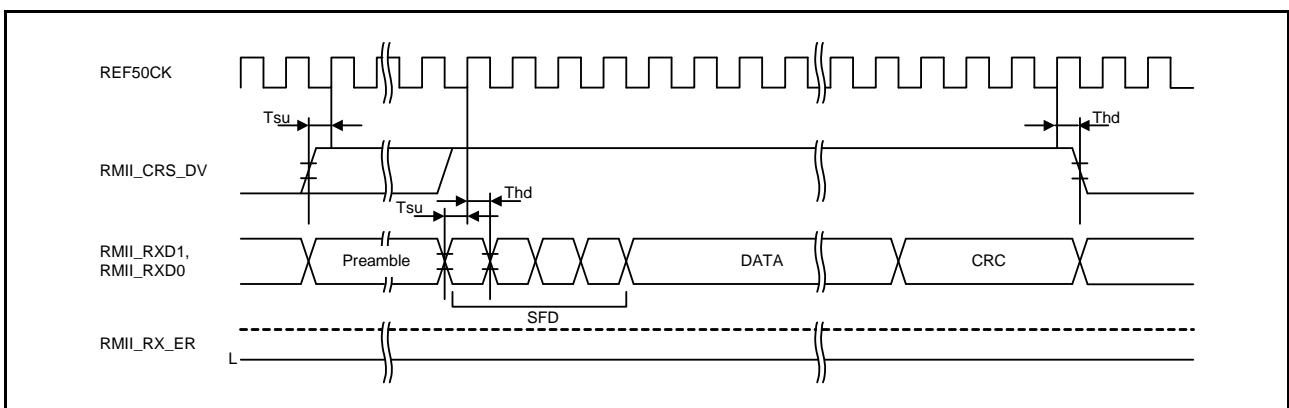 REF50CK
Tsu
Thd
RMII_CRS_DV
Tsu
Thd
RMII_RXD1,
RMII_RXD0
Preamble
DATA
CRC
SFD
RMII_RX_ER
L